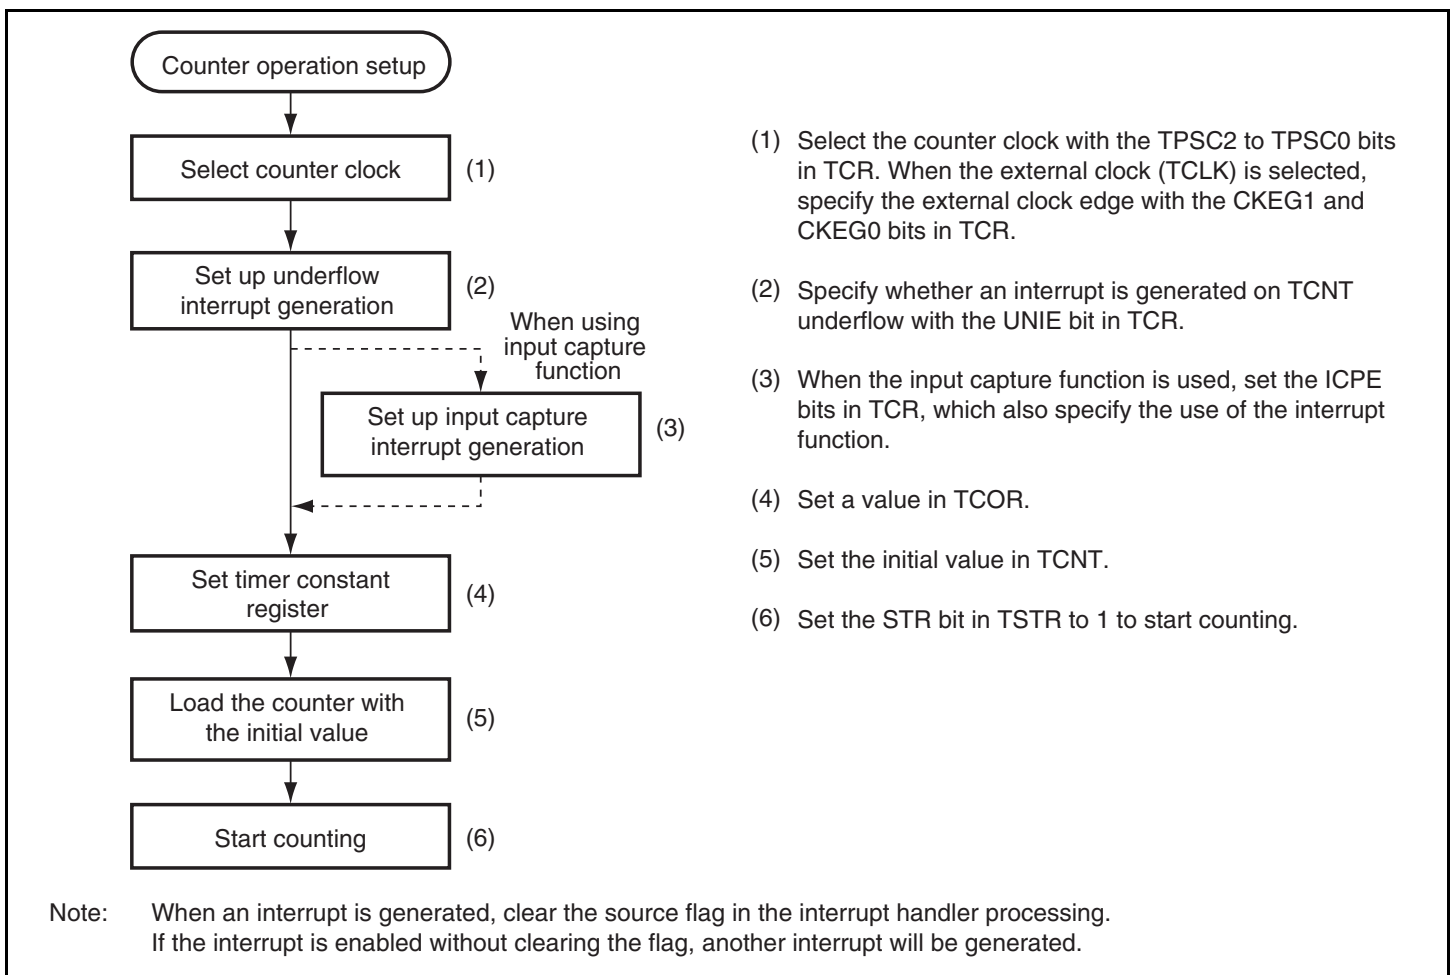 Counter operation setup
Select counter clock
(1)
Set up underflow
interrupt generation
(2)
When using
input capture
function
Set up input capture
interrupt generation
(3)
Set timer constant
register
(4)
Load the counter with
the initial value
(5)
Start counting
(6)
(1) Select the counter clock with the TPSC2 to TPSC0 bits
in TCR. When the external clock (TCLK) is selected,
specify the external clock edge with the CKEG1 and
CKEG0 bits in TCR.
(2) Specify whether an interrupt is generated on TCNT
underflow with the UNIE bit in TCR.
(3) When the input capture function is used, set the ICPE
bits in TCR, which also specify the use of the interrupt
function.
(4) Set a value in TCOR.
(5) Set the initial value in TCNT.
(6) Set the STR bit in TSTR to 1 to start counting.
Note: When an interrupt is generated, clear the source flag in the interrupt handler processing.
If the interrupt is enabled without clearing the flag, another interrupt will be generated.